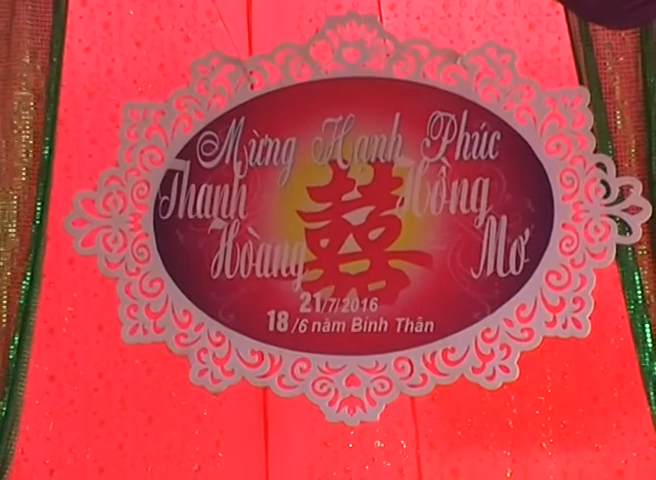 Mừng Hạnh Phúc
Thanh Hồng
Hoàng Mơ
囍
21/7/2016
18/6 năm Bính Thân